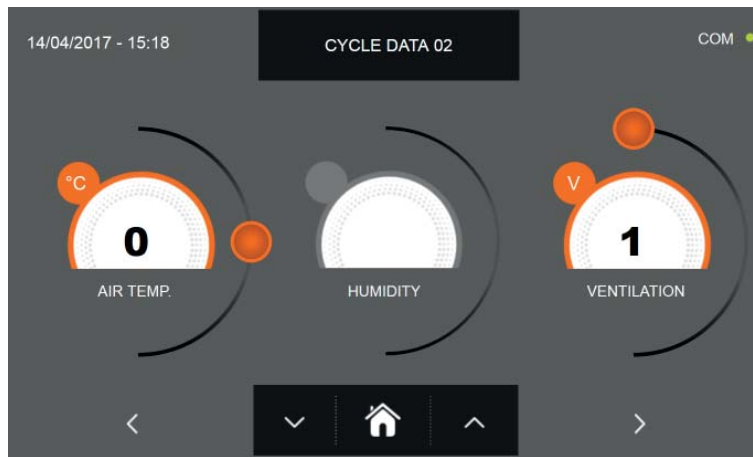 14/04/2017 - 15:18
CYCLE DATA 02
COM
°C
0
AIR TEMP.
HUMIDITY
V
1
VENTILATION